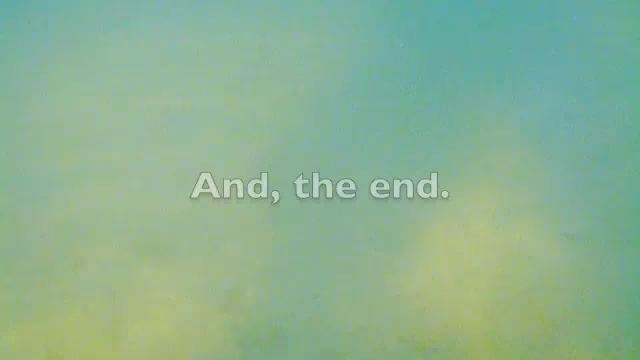 And, the end.